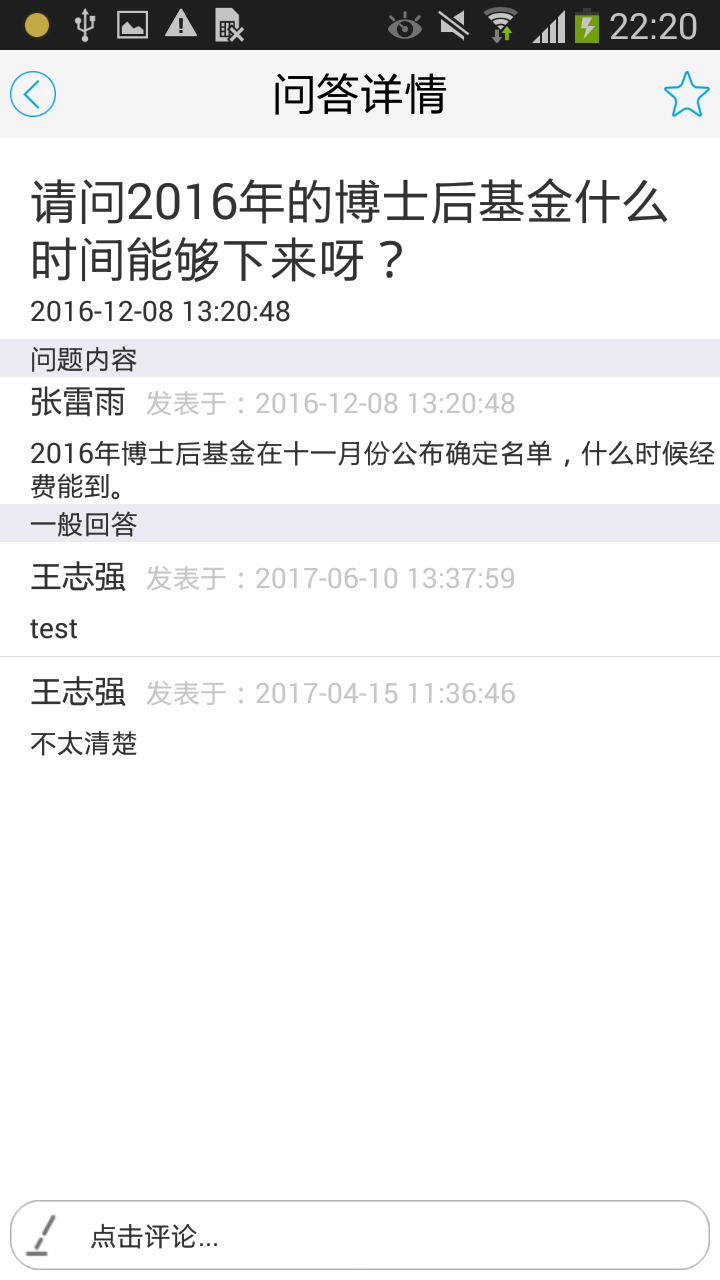 22:20
问答详情
请问2016年的博士后基金什么
时间能够下来呀？
2016-12-08 13:20:48
问题内容
张雷雨 发表于：2016-12-08 13:20:48
2016年博士后基金在十一月份公布确定名单，什么时候经
费能到。
一般回答
王志强 发表于：2017-06-10 13:37:59
test
王志强 发表于：2017-04-15 11:36:46
不太清楚
点击评论...